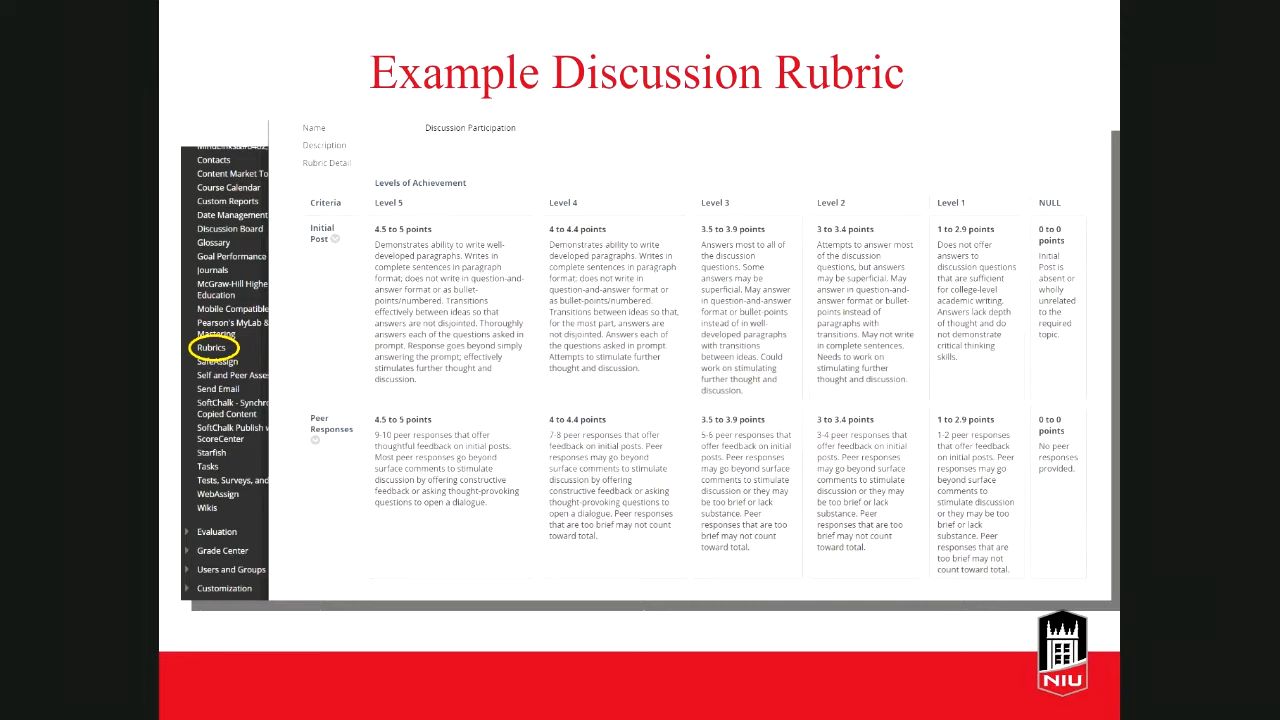 Example Discussion Rubric
Contacts
Content Market To
Course Calendar
Custom Reports
Date Management
Discussion Board
Glossary
Goal Performance
Journals
McGraw-Hill Highe
Education
Mobile Compatible
Pearson's MyLab &
Mastering
Rubrics
SafeAssign
Self and Peer Asse
Send Email
SoftChalk - Synchro
Copied Content
SoftChalk Publish w
ScoreCenter
Starfish
Tasks
Tests, Surveys, and
WebAssign
Wikis
Evaluation
Grade Center
Users and Groups
Customization
Name Discussion Participation
Description
Rubric Detail
Levels of Achievement
Criteria Level 5 Level 4 Level 3 Level 2 Level 1 NULL
Initial
Post
4.5 to 5 points
Demonstrates ability to write well-
developed paragraphs. Writes in
complete sentences in paragraph
format; does not write in question-and-
answer format or as bullet-
points/numbered. Transitions
effectively between ideas so that
answers are not disjointed. Thoroughly
answers each of the questions asked in
prompt. Response goes beyond simply
answering the prompt; effectively
stimulates further thought and
discussion.
4 to 4.4 points
Demonstrates ability to write
developed paragraphs. Writes in
complete sentences in paragraph
format; does not write in
question-and-answer format or
as bullet-points/numbered.
Transitions between ideas so that,
for the most part, answers are
not disjointed. Answers each of
the questions asked in prompt.
Attempts to stimulate further
thought and discussion.
3.5 to 3.9 points
Answers most to all of
the discussion
questions. Some
answers may be
superficial. May answer
in question-and-answer
format or bullet-points
instead of in well-
developed paragraphs
with transitions
between ideas. Could
work on stimulating
further thought and
discussion.
3 to 3.4 points
Attempts to answer most
of the discussion
questions, but answers
may be superficial. May
answer in question-and-
answer format or bullet-
points instead of
paragraphs with
transitions. May not write
in complete sentences.
Needs to work on
stimulating further
thought and discussion.
1 to 2.9 points
Does not offer
answers to
discussion questions
that are sufficient
for college-level
academic writing.
Answers lack depth
of thought and do
not demonstrate
critical thinking
skills.
0 to 0
points
Initial
Post is
absent or
wholly
unrelated
to the
required
topic.
Peer
Responses
4.5 to 5 points
9-10 peer responses that offer
thoughtful feedback on initial posts.
Most peer responses go beyond
surface comments to stimulate
discussion by offering constructive
feedback or asking thought-provoking
questions to open a dialogue.
4 to 4.4 points
7-8 peer responses that offer
feedback on initial posts. Peer
responses may go beyond
surface comments to stimulate
discussion by offering
constructive feedback or asking
thought-provoking questions to
open a dialogue. Peer responses
that are too brief may not count
toward total.
3.5 to 3.9 points
5-6 peer responses that
offer feedback on initial
posts. Peer responses
may go beyond surface
comments to stimulate
discussion or they may
be too brief or lack
substance. Peer
responses that are too
brief may not count
toward total.
3 to 3.4 points
3-4 peer responses that
offer feedback on initial
posts. Peer responses
may go beyond surface
comments to stimulate
discussion or they may
be too brief or lack
substance. Peer
responses that are too
brief may not count
toward total.
1 to 2.9 points
1-2 peer responses
that offer feedback
on initial posts. Peer
responses may go
beyond surface
comments to
stimulate discussion
or they may be too
brief or lack
substance. Peer
responses that are
too brief may not
count toward total.
0 to 0
points
No peer
responses
provided.
NIU